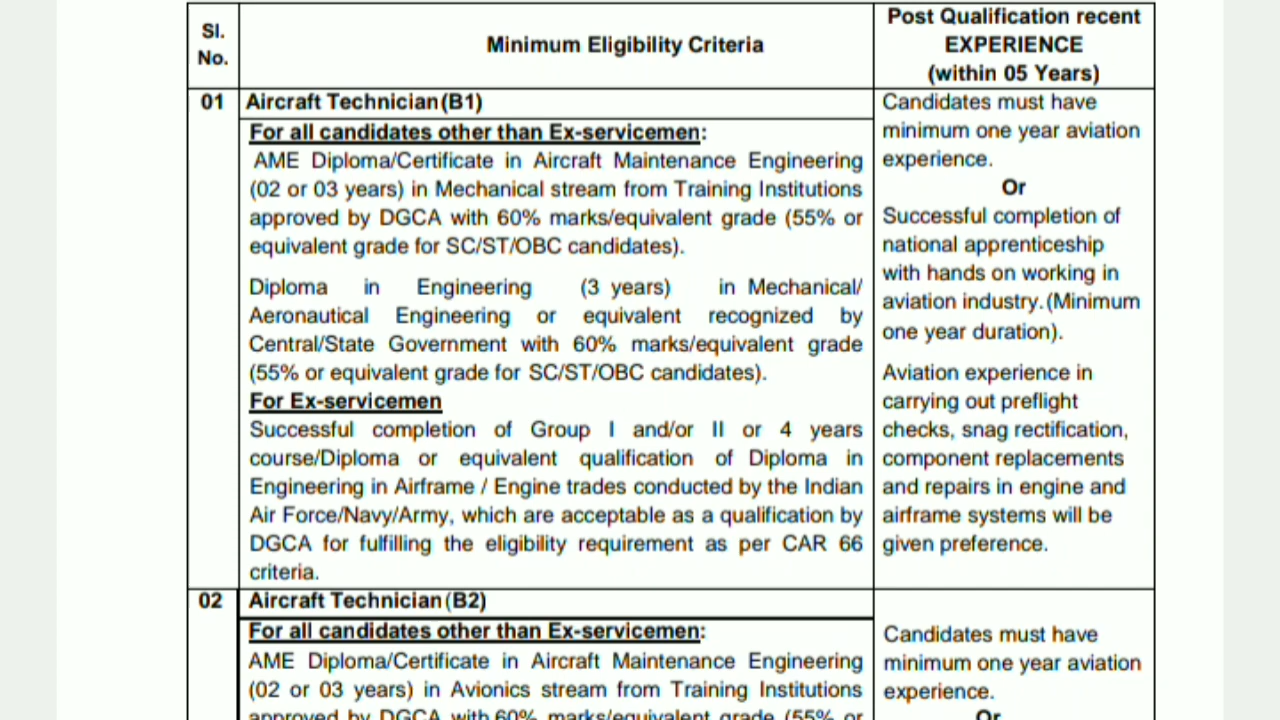 Sl.
No.
Minimum Eligibility Criteria
Post Qualification recent
EXPERIENCE
(within 05 Years)
01
Aircraft Technician(B1)
For all candidates other than Ex-servicemen:
AME Diploma/Certificate in Aircraft Maintenance Engineering
(02 or 03 years) in Mechanical stream from Training Institutions
approved by DGCA with 60% marks/equivalent grade (55% or
equivalent grade for SC/ST/OBC candidates).
Diploma in Engineering (3 years) in Mechanical/
Aeronautical Engineering or equivalent recognized by
Central/State Government with 60% marks/equivalent grade
(55% or equivalent grade for SC/ST/OBC candidates).
For Ex-servicemen
Successful completion of Group I and/or II or 4 years
course/Diploma or equivalent qualification of Diploma in
Engineering in Airframe / Engine trades conducted by the Indian
Air Force/Navy/Army, which are acceptable as a qualification by
DGCA for fulfilling the eligibility requirement as per CAR 66
criteria.
Candidates must have
minimum one year aviation
experience.
Or
Successful completion of
national apprenticeship
with hands on working in
aviation industry.(Minimum
one year duration).
Aviation experience in
carrying out preflight
checks, snag rectification,
component replacements
and repairs in engine and
airframe systems will be
given preference.
02
Aircraft Technician(B2)
For all candidates other than Ex-servicemen:
AME Diploma/Certificate in Aircraft Maintenance Engineering
(02 or 03 years) in Avionics stream from Training Institutions
approved by DGCA with 60% marks/equivalent grade (55% or
Candidates must have
minimum one year aviation
experience.
Or